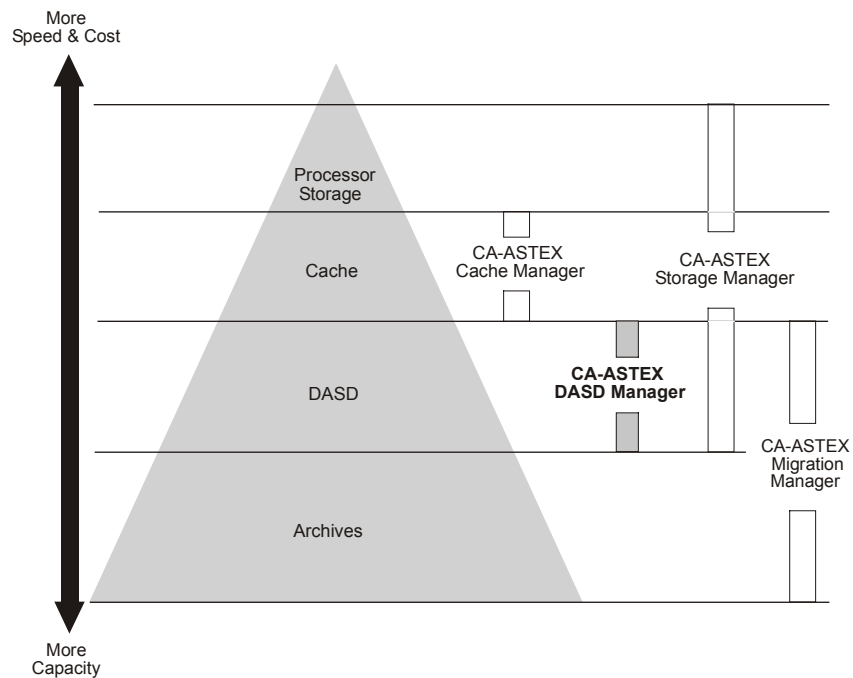 More
Speed & Cost
Processor
Storage
CA-ASTEX
Cache Manager
CA-ASTEX
Storage Manager
Cache
CA-ASTEX
DASD Manager
DASD
CA-ASTEX
Migration
Manager
Archives
More
Capacity